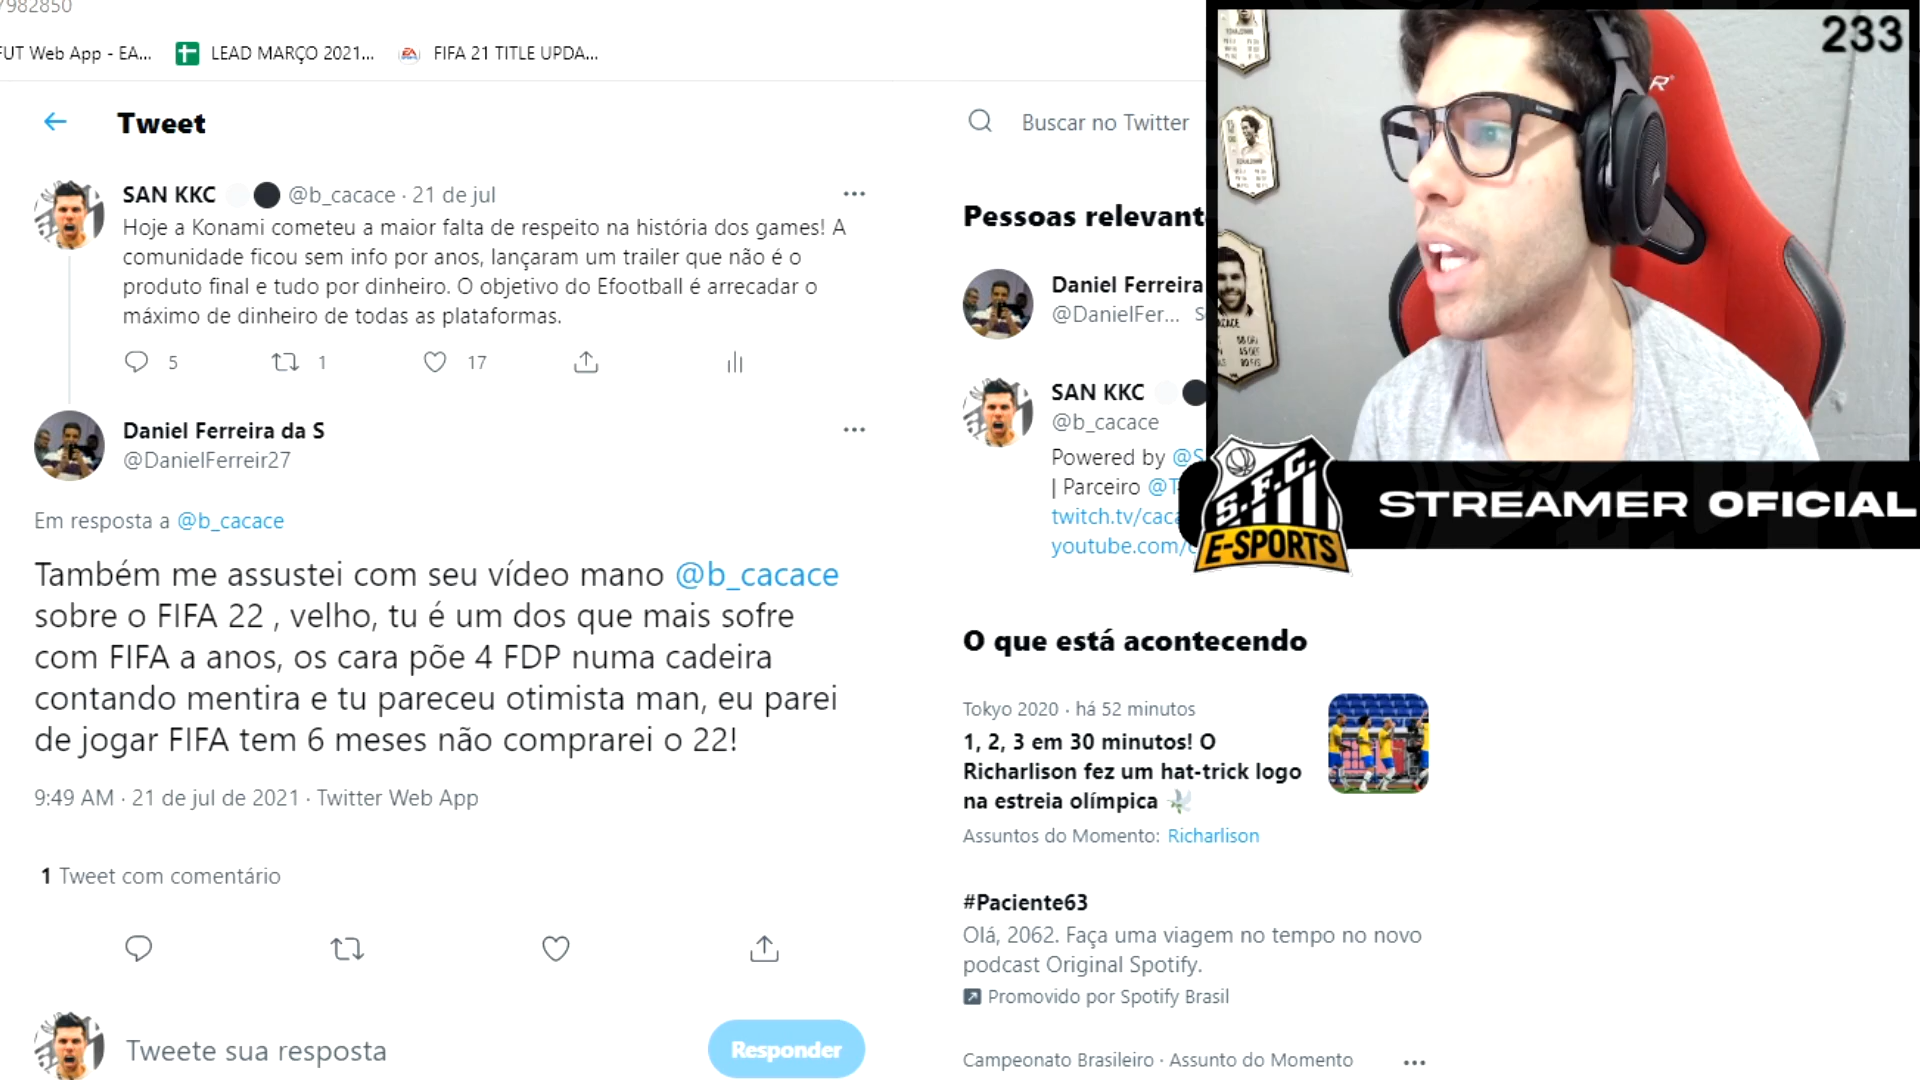 7982850
FUT Web App - EA...
LEAD MARÇO 2021...
FIFA 21 TITLE UPDA...
Tweet
SAN KKC @b_cacace · 21 de jul
Hoje a Konami cometeu a maior falta de respeito na história dos games! A
comunidade ficou sem info por anos, lançaram um trailer que não é o
produto final e tudo por dinheiro. O objetivo do Efootball é arrecadar o
máximo de dinheiro de todas as plataformas.
5 1 17
Daniel Ferreira da S
@DanielFerreir27
Em resposta a @b_cacace
Também me assustei com seu vídeo mano @b_cacace
sobre o FIFA 22 , velho, tu é um dos que mais sofre
com FIFA a anos, os cara põe 4 FDP numa cadeira
contando mentira e tu pareceu otimista man, eu parei
de jogar FIFA tem 6 meses não comprarei o 22!
9:49 AM · 21 de jul de 2021 · Twitter Web App
1 Tweet com comentário
Tweete sua resposta
Responder
Buscar no Twitter
Pessoas relevant
Daniel Ferreira
@DanielFer... S
SAN KKC
@b_cacace
Powered by @S
| Parceiro @T
twitch.tv/caca
youtube.com/c
O que está acontecendo
Tokyo 2020 · há 52 minutos
1, 2, 3 em 30 minutos! O
Richarlison fez um hat-trick logo
na estreia olímpica
Assuntos do Momento: Richarlison
#Paciente63
Olá, 2062. Faça uma viagem no tempo no novo
podcast Original Spotify.
Promovido por Spotify Brasil
Campeonato Brasileiro · Assunto do Momento
233
S.F.C.
E-SPORTS
STREAMER OFICIAL